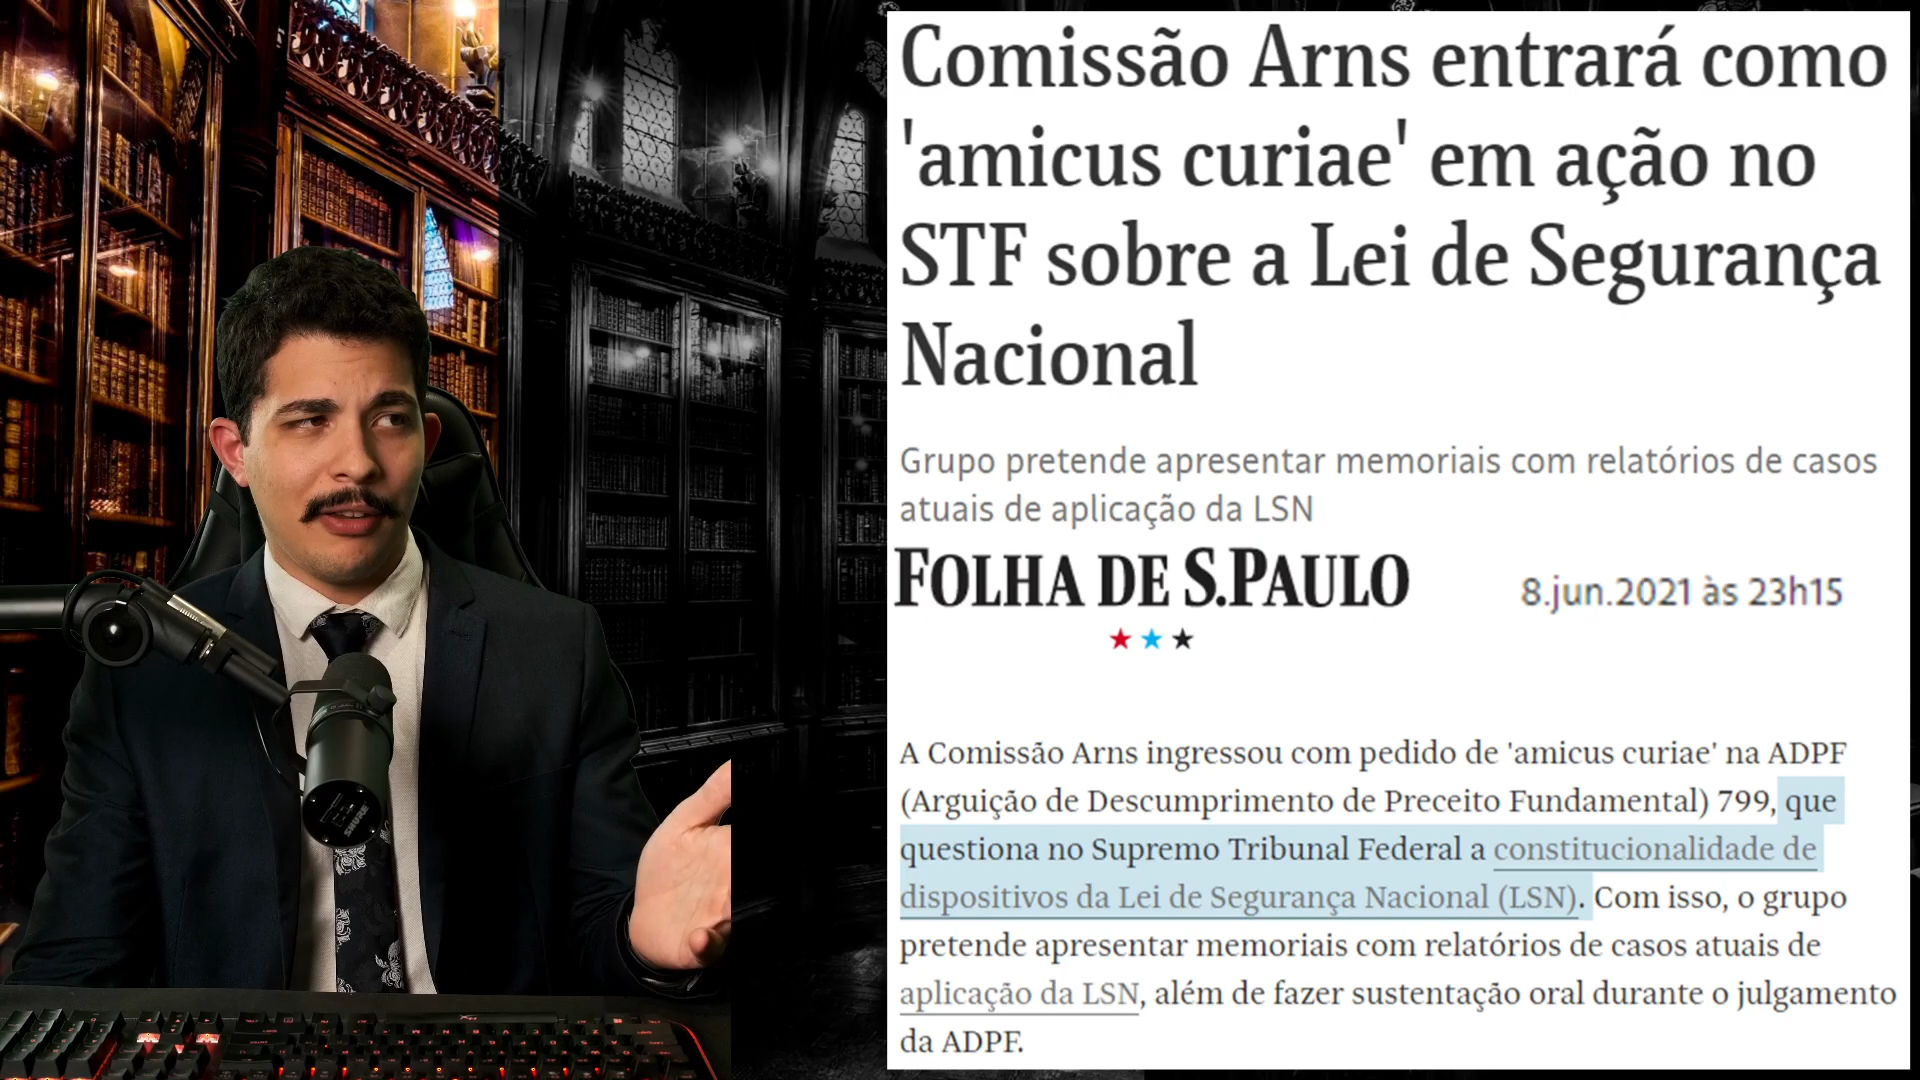 Comissão Arns entrará como
'amicus curiae' em ação no
STF sobre a Lei de Segurança
Nacional
Grupo pretende apresentar memoriais com relatórios de casos
atuais de aplicação da LSN
FOLHA DE S.PAULO
8.jun.2021 às 23h15
A Comissão Arns ingressou com pedido de 'amicus curiae' na ADPF
(Arguição de Descumprimento de Preceito Fundamental) 799, que
questiona no Supremo Tribunal Federal a constitucionalidade de
dispositivos da Lei de Segurança Nacional (LSN). Com isso, o grupo
pretende apresentar memoriais com relatórios de casos atuais de
aplicação da LSN, além de fazer sustentação oral durante o julgamento
da ADPF.
SHURE